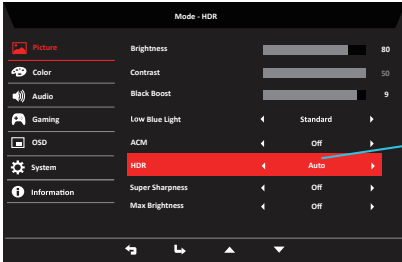 Mode - HDR
Picture
Color
Audio
Gaming
OSD
System
Information
Brightness 80
Contrast 50
Black Boost 9
Low Blue Light Standard
ACM Off
HDR Auto
Super Sharpness Off
Max Brightness Off